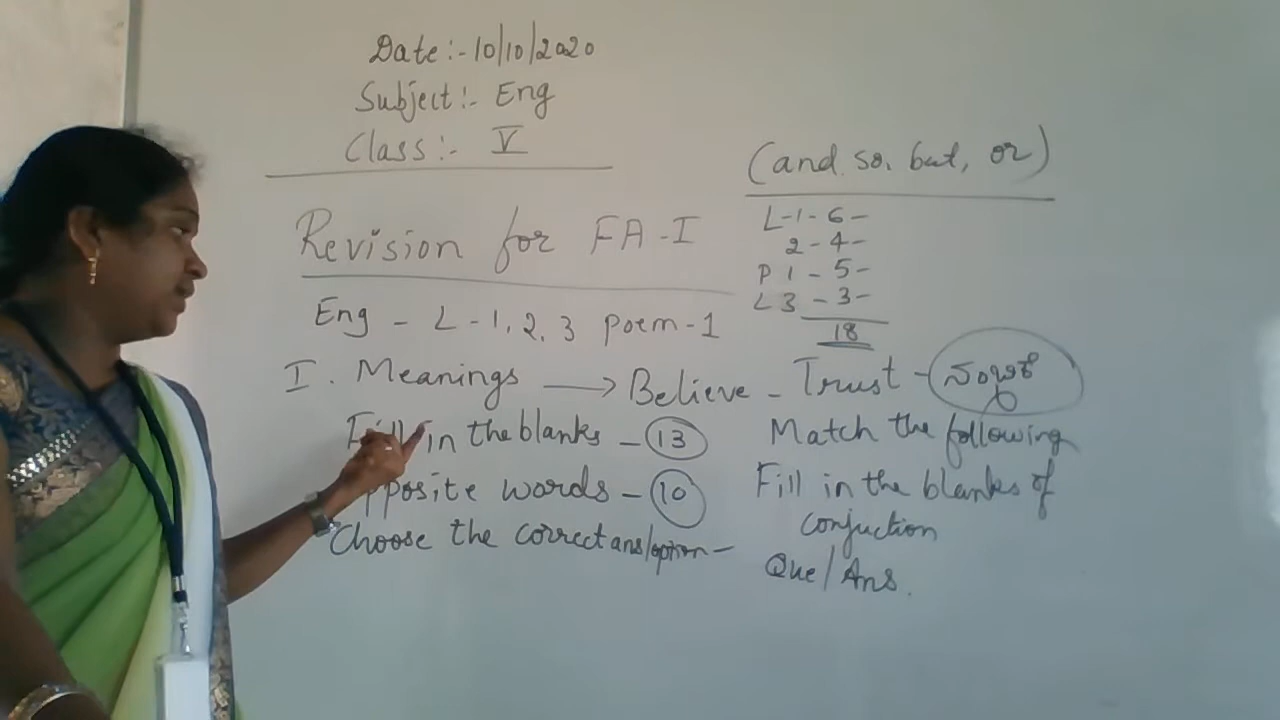 Date:-10/10/2020
Subject:- Eng
Class:- V
(and. so, but, or)
Revision for FA-I
L-1-6-
2-4-
P 1-5-
L 3-3-
18
Eng - L-1, 2, 3 poem-1
I. Meanings → Believe - Trust - ನಂಬಿಕೆ
Fill in the blanks - 13
Match the following
Opposite words - 10
Fill in the blanks of
conjuction
Choose the correct ans/option-
Que/Ans.